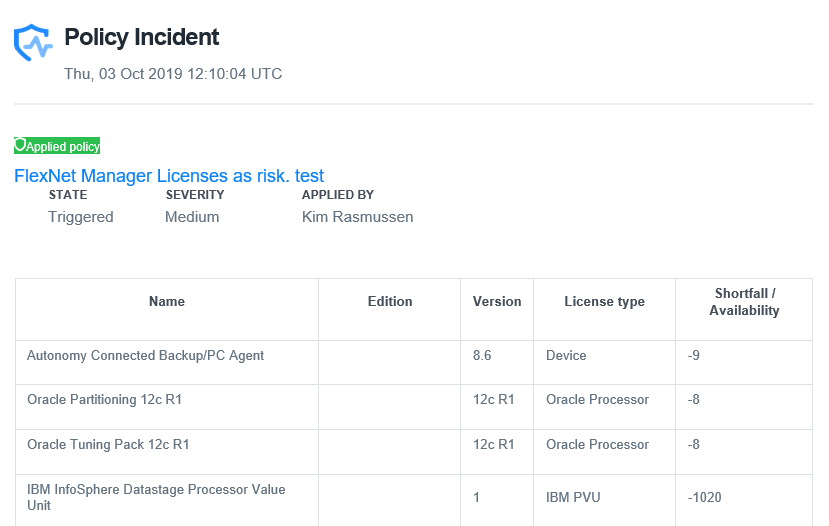 Policy Incident
Thu, 03 Oct 2019 12:10:04 UTC
Applied policy
FlexNet Manager Licenses as risk. test
STATE SEVERITY APPLIED BY
Triggered Medium Kim Rasmussen
Name Edition Version License type Shortfall / Availability
Autonomy Connected Backup/PC Agent 8.6 Device -9
Oracle Partitioning 12c R1 12c R1 Oracle Processor -8
Oracle Tuning Pack 12c R1 12c R1 Oracle Processor -8
IBM InfoSphere Datastage Processor Value Unit 1 IBM PVU -1020